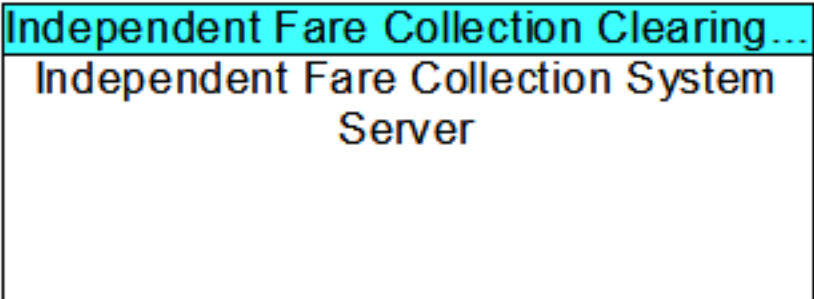 Independent Fare Collection Clearing...
Independent Fare Collection System
Server